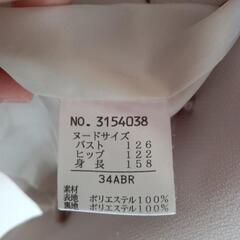 NO. 3154038
ヌードサイズ
バスト 126
ヒップ 122
身長 158
34ABR
素材
表地 ポリエステル100%
裏地 ポリエステル100%